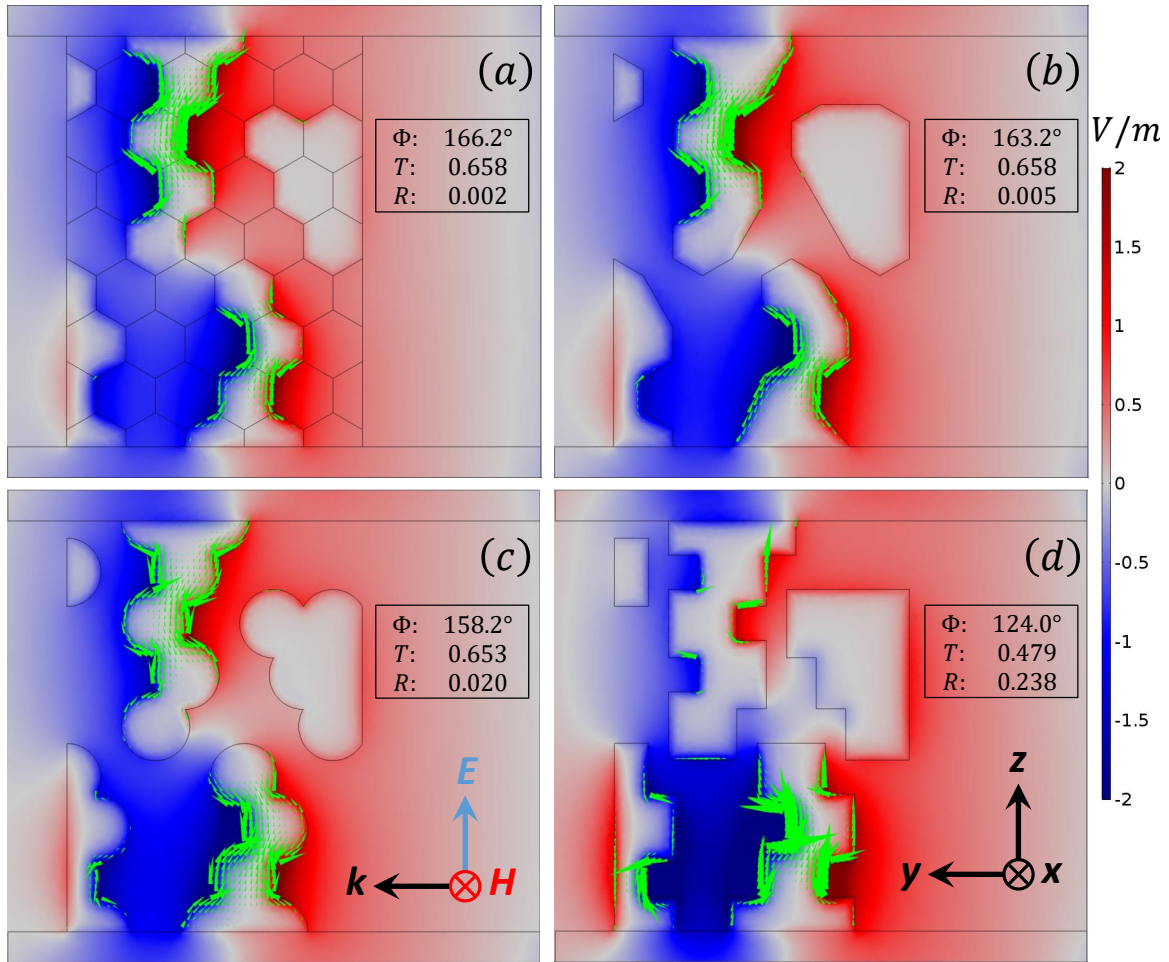 (a)
Φ: 166.2°
T: 0.658
R: 0.002
(b)
Φ: 163.2°
T: 0.658
R: 0.005
V/m
2
1.5
1
0.5
0
-0.5
-1
-1.5
-2
(c)
Φ: 158.2°
T: 0.653
R: 0.020
E
k
H
(d)
Φ: 124.0°
T: 0.479
R: 0.238
z
y
x